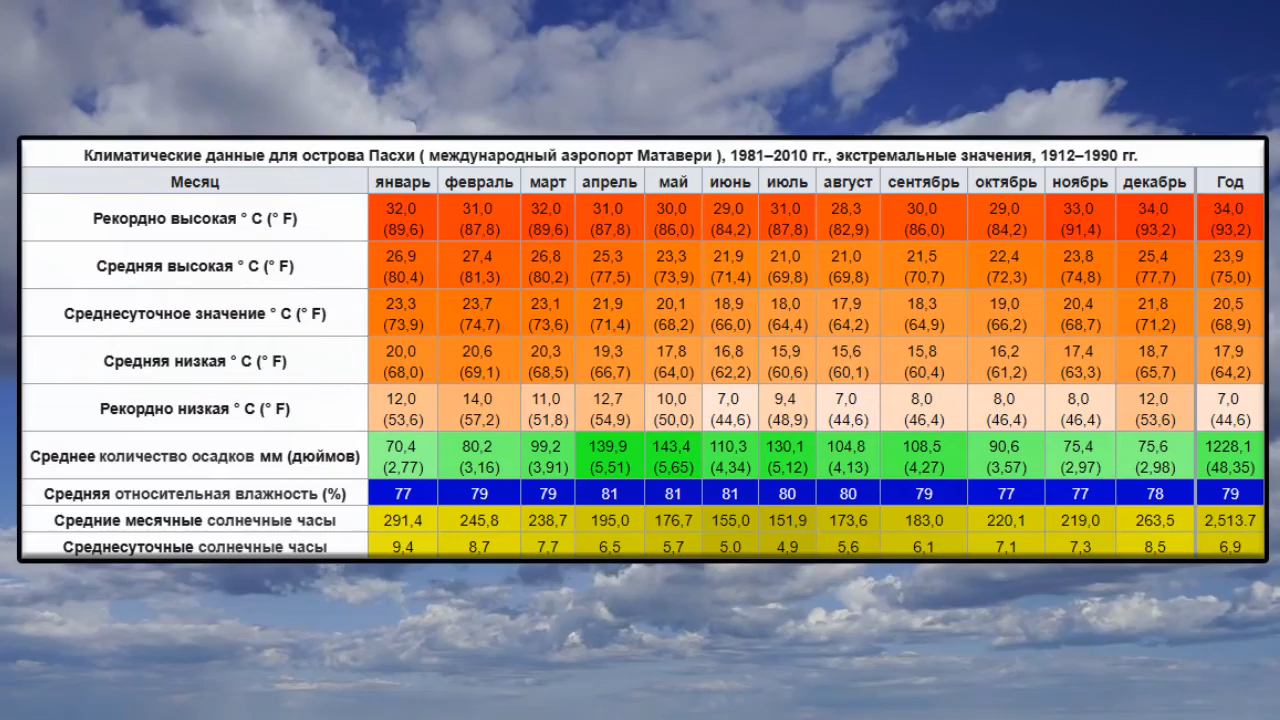 Климатические данные для острова Пасхи ( международный аэропорт Матавери ), 1981–2010 гг., экстремальные значения, 1912–1990 гг.
Месяц январь февраль март апрель май июнь июль август сентябрь октябрь ноябрь декабрь Год
Рекордно высокая ° C (° F) 32,0 (89,6) 31,0 (87,8) 32,0 (89,6) 31,0 (87,8) 30,0 (86,0) 29,0 (84,2) 31,0 (87,8) 28,3 (82,9) 30,0 (86,0) 29,0 (84,2) 33,0 (91,4) 34,0 (93,2) 34,0 (93,2)
Средняя высокая ° C (° F) 26,9 (80,4) 27,4 (81,3) 26,8 (80,2) 25,3 (77,5) 23,3 (73,9) 21,9 (71,4) 21,0 (69,8) 21,0 (69,8) 21,5 (70,7) 22,4 (72,3) 23,8 (74,8) 25,4 (77,7) 23,9 (75,0)
Среднесуточное значение ° C (° F) 23,3 (73,9) 23,7 (74,7) 23,1 (73,6) 21,9 (71,4) 20,1 (68,2) 18,9 (66,0) 18,0 (64,4) 17,9 (64,2) 18,3 (64,9) 19,0 (66,2) 20,4 (68,7) 21,8 (71,2) 20,5 (68,9)
Средняя низкая ° C (° F) 20,0 (68,0) 20,6 (69,1) 20,3 (68,5) 19,3 (66,7) 17,8 (64,0) 16,8 (62,2) 15,9 (60,6) 15,6 (60,1) 15,8 (60,4) 16,2 (61,2) 17,4 (63,3) 18,7 (65,7) 17,9 (64,2)
Рекордно низкая ° C (° F) 12,0 (53,6) 14,0 (57,2) 11,0 (51,8) 12,7 (54,9) 10,0 (50,0) 7,0 (44,6) 9,4 (48,9) 7,0 (44,6) 8,0 (46,4) 8,0 (46,4) 8,0 (46,4) 12,0 (53,6) 7,0 (44,6)
Среднее количество осадков мм (дюймов) 70,4 (2,77) 80,2 (3,16) 99,2 (3,91) 139,9 (5,51) 143,4 (5,65) 110,3 (4,34) 130,1 (5,12) 104,8 (4,13) 108,5 (4,27) 90,6 (3,57) 75,4 (2,97) 75,6 (2,98) 1228,1 (48,35)
Средняя относительная влажность (%) 77 79 79 81 81 81 80 80 79 77 77 78 79
Средние месячные солнечные часы 291,4 245,8 238,7 195,0 176,7 155,0 151,9 173,6 183,0 220,1 219,0 263,5 2,513.7
Среднесуточные солнечные часы 9,4 8,7 7,7 6,5 5,7 5.0 4,9 5,6 6,1 7,1 7,3 8,5 6,9